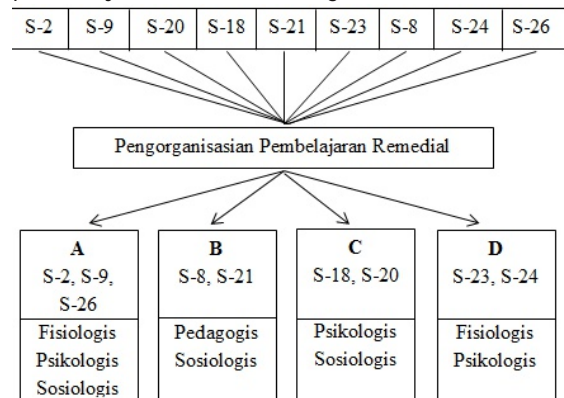 S-2 S-9 S-20 S-18 S-21 S-23 S-8 S-24 S-26
Pengorganisasian Pembelajaran Remedial
A
S-2, S-9,
S-26
Fisiologis
Psikologis
Sosiologis
B
S-8, S-21
Pedagogis
Sosiologis
C
S-18, S-20
Psikologis
Sosiologis
D
S-23, S-24
Fisiologis
Psikologis